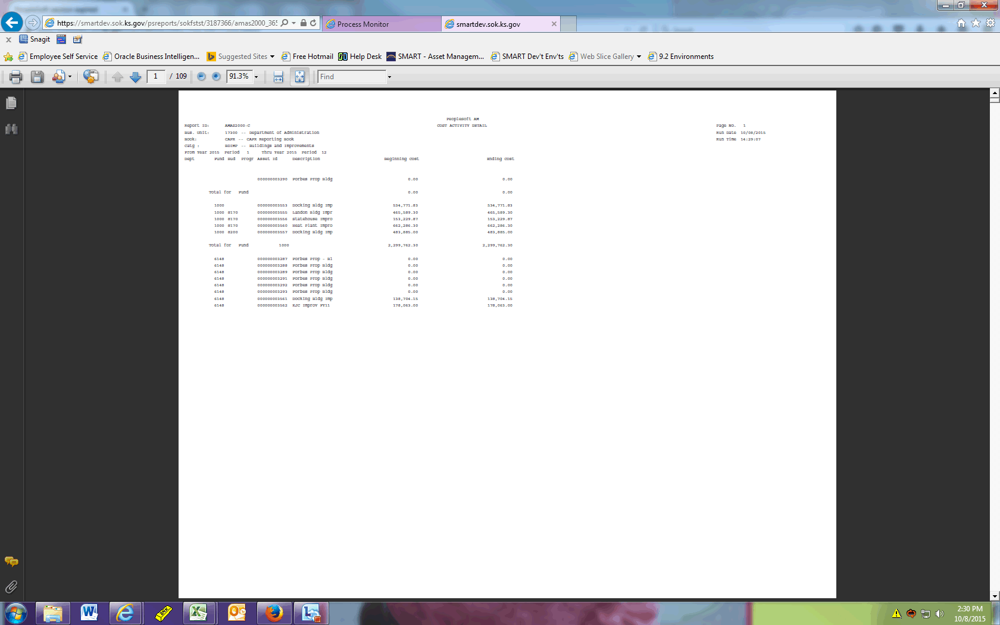 https://smartdev.sok.ks.gov/psreports/sokfstst/3187366/amas2000_365
Process Monitor
smartdev.sok.ks.gov
x Snagit
Employee Self Service Oracle Business Intelligen... Suggested Sites Free Hotmail Help Desk SMART - Asset Managem... SMART Dev't Env'ts Web Slice Gallery 9.2 Environments
1 / 109 91.3% Find
PeopleSoft AM
Report ID: AMAS2000-C COST ACTIVITY DETAIL Page No. 1
Bus. Unit: 17300 -- Department of Administration Run Date 10/08/2015
Book: CAFR -- CAFR Reporting Book Run Time 14:29:07
Catg : BDIMP -- Buildings and Improvements
From Year 2015 Period 1 Thru Year 2015 Period 12
Dept Fund Bud Progr Asset Id Description Beginning Cost Ending Cost
000000003290 Forbes Prop Bldg 0.00 0.00
Total for Fund 0.00 0.00
1000 000000003553 Docking Bldg Imp 534,771.83 534,771.83
1000 8170 000000003555 Landon Bldg Impr 465,589.30 465,589.30
1000 8170 000000003556 Statehouse Impro 153,229.87 153,229.87
1000 8170 000000003560 Heat Plant Impro 662,286.30 662,286.30
1000 8200 000000003557 Docking Bldg Imp 483,885.00 483,885.00
Total for Fund 1000 2,299,762.30 2,299,762.30
6148 000000003287 Forbes Prop - Bl 0.00 0.00
6148 000000003288 Forbes Prop Bldg 0.00 0.00
6148 000000003289 Forbes Prop Bldg 0.00 0.00
6148 000000003291 Forbes Prop Bldg 0.00 0.00
6148 000000003292 Forbes Prop Bldg 0.00 0.00
6148 000000003293 Forbes Prop Bldg 0.00 0.00
6148 000000003561 Docking Bldg Imp 138,704.15 138,704.15
6148 000000003562 KJC Improv FY11 178,063.00 178,063.00
2:30 PM
10/8/2015